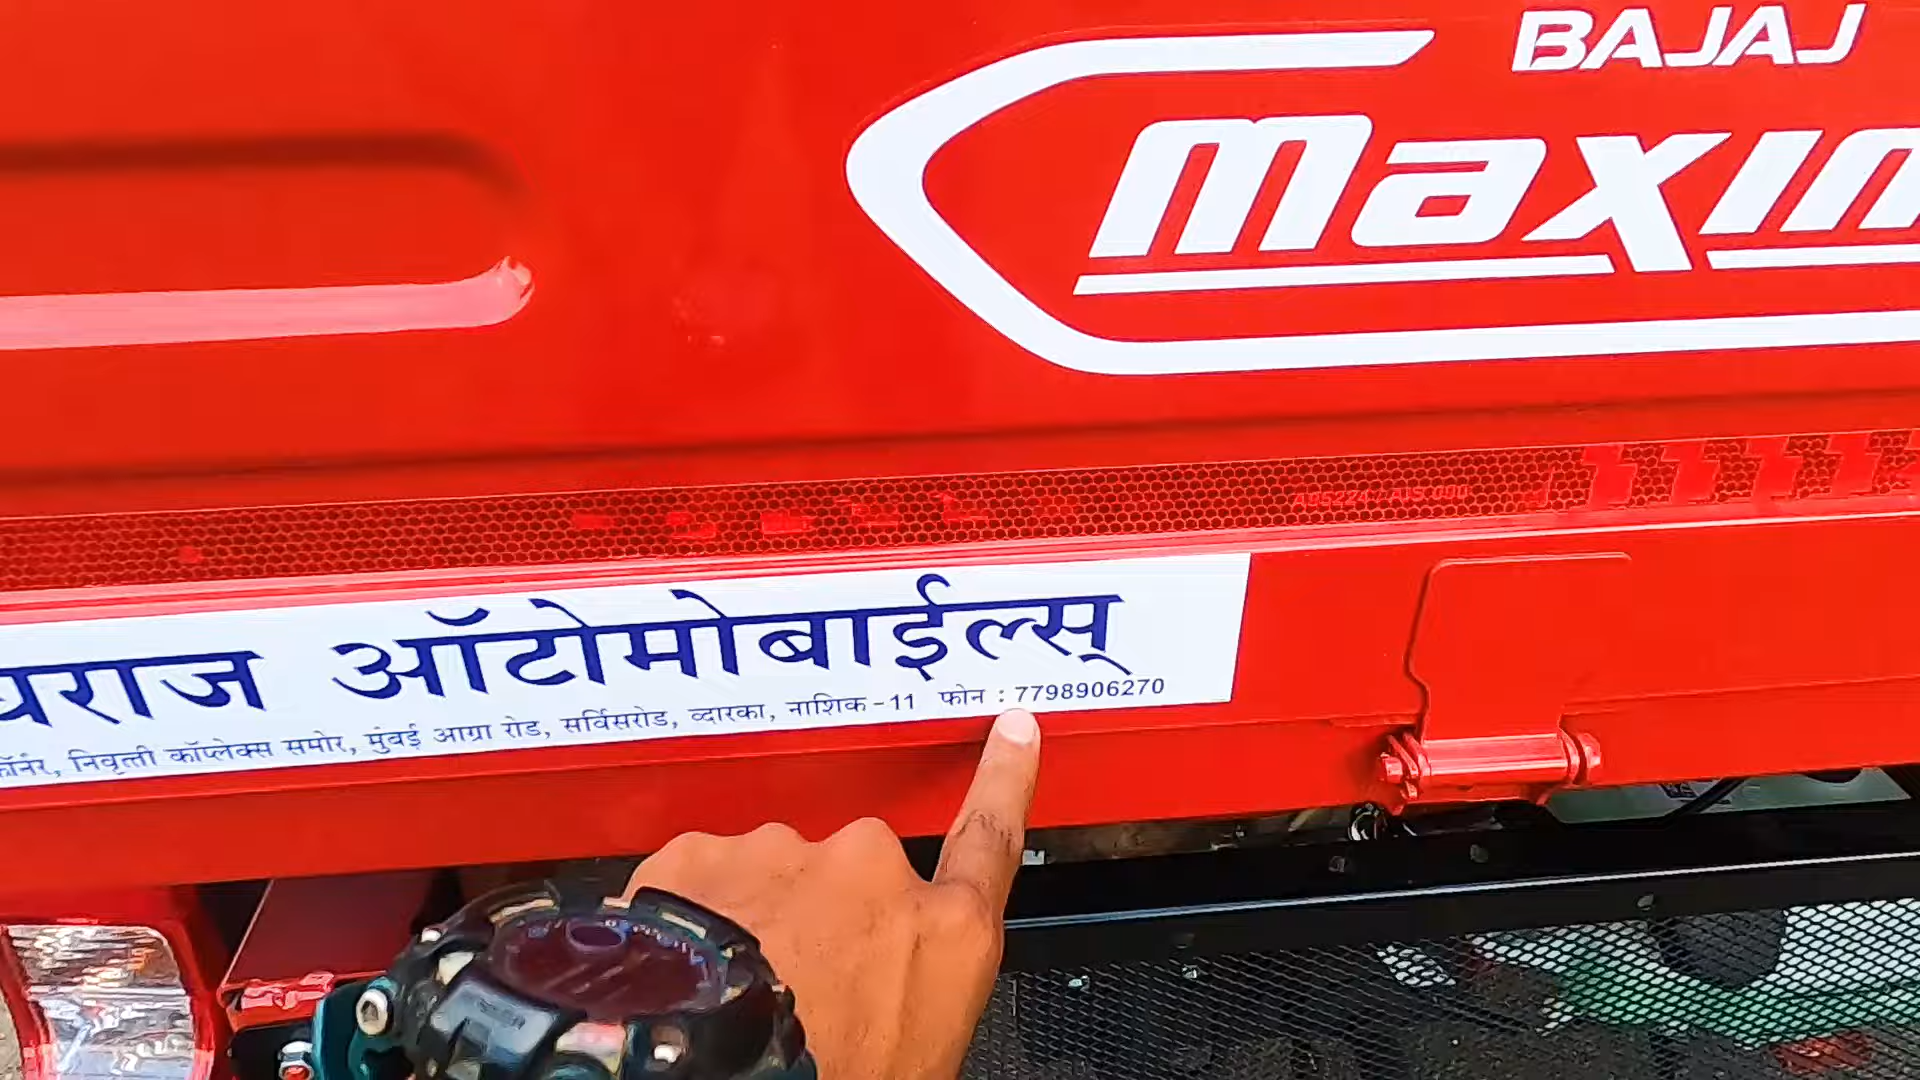 BAJAJ
maxim
ऑटोमोबाईल्स्
निवृत्ती कॉप्लेक्स समोर, मुंबई आग्रा रोड, सर्विसरोड, व्दारका, नाशिक-11 फोन : 7798906270